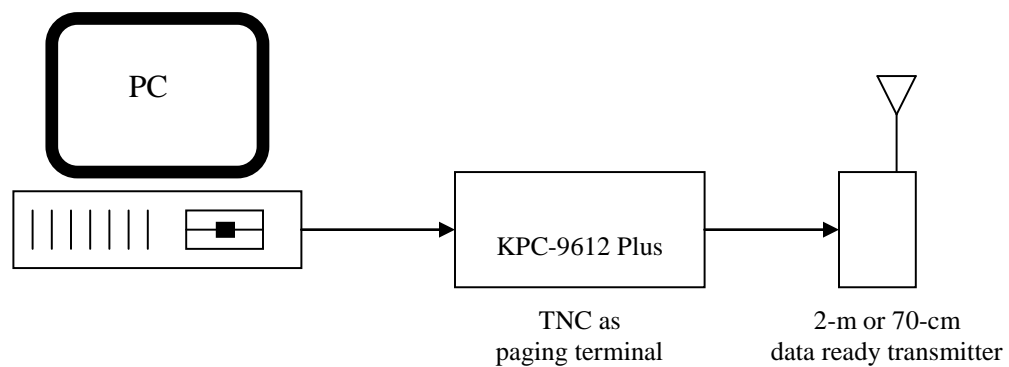 PC
KPC-9612 Plus
TNC as
paging terminal
2-m or 70-cm
data ready transmitter